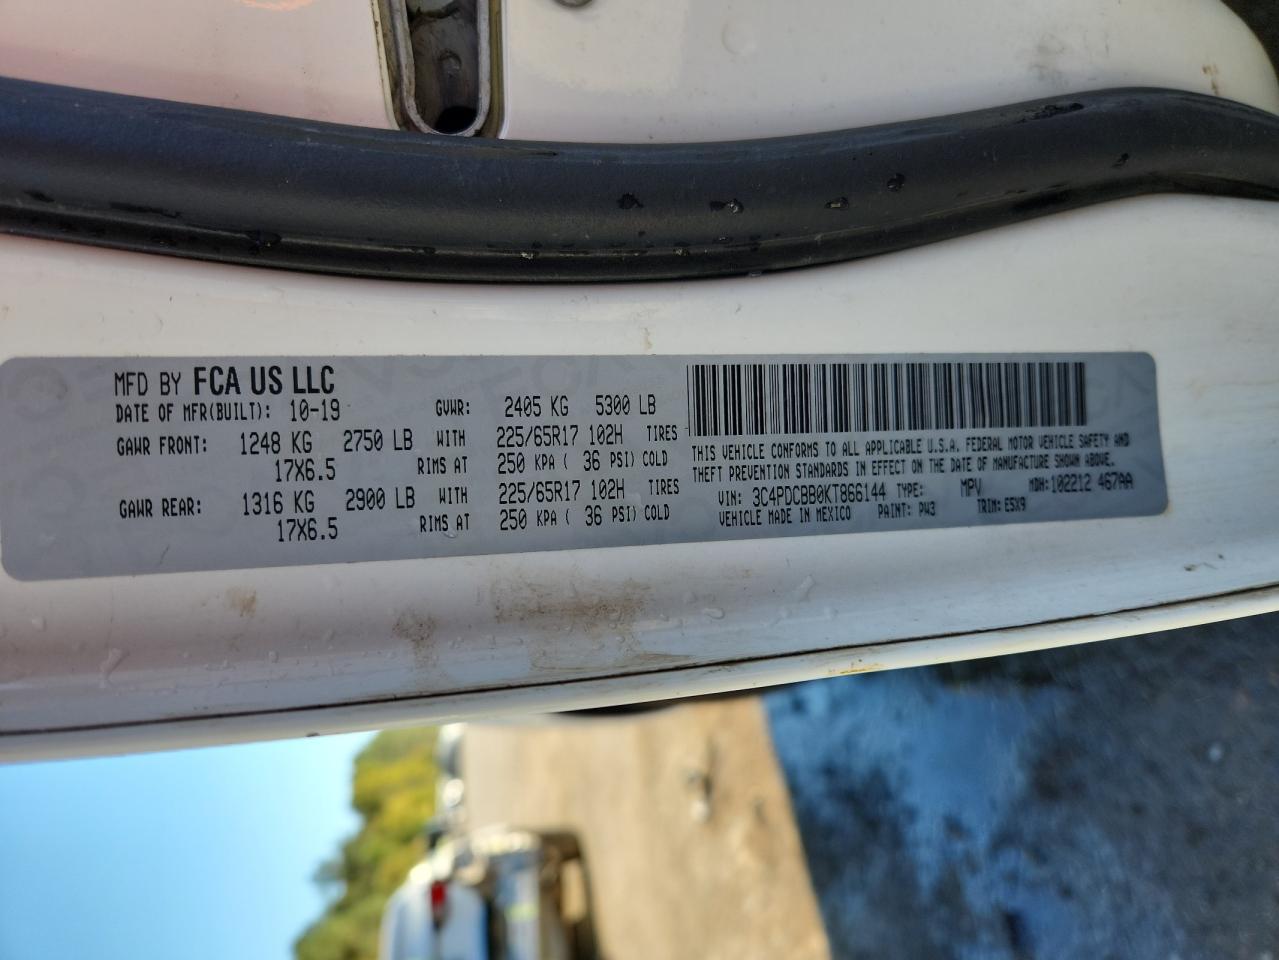 MFD BY FCA US LLC
DATE OF MFR(BUILT): 10-19 GVWR: 2405 KG 5300 LB
GAWR FRONT: 1248 KG 2750 LB WITH 225/65R17 102H TIRES
17X6.5 RIMS AT 250 KPA ( 36 PSI) COLD
GAWR REAR: 1316 KG 2900 LB WITH 225/65R17 102H TIRES
17X6.5 RIMS AT 250 KPA ( 36 PSI) COLD
THIS VEHICLE CONFORMS TO ALL APPLICABLE U.S.A. FEDERAL MOTOR VEHICLE SAFETY AND
THEFT PREVENTION STANDARDS IN EFFECT ON THE DATE OF MANUFACTURE SHOWN ABOVE.
VIN: 3C4PDCBB0KT866144 TYPE: MPV MDH: 102212 467AA
VEHICLE MADE IN MEXICO PAINT: PW3 TRIM: E5X9